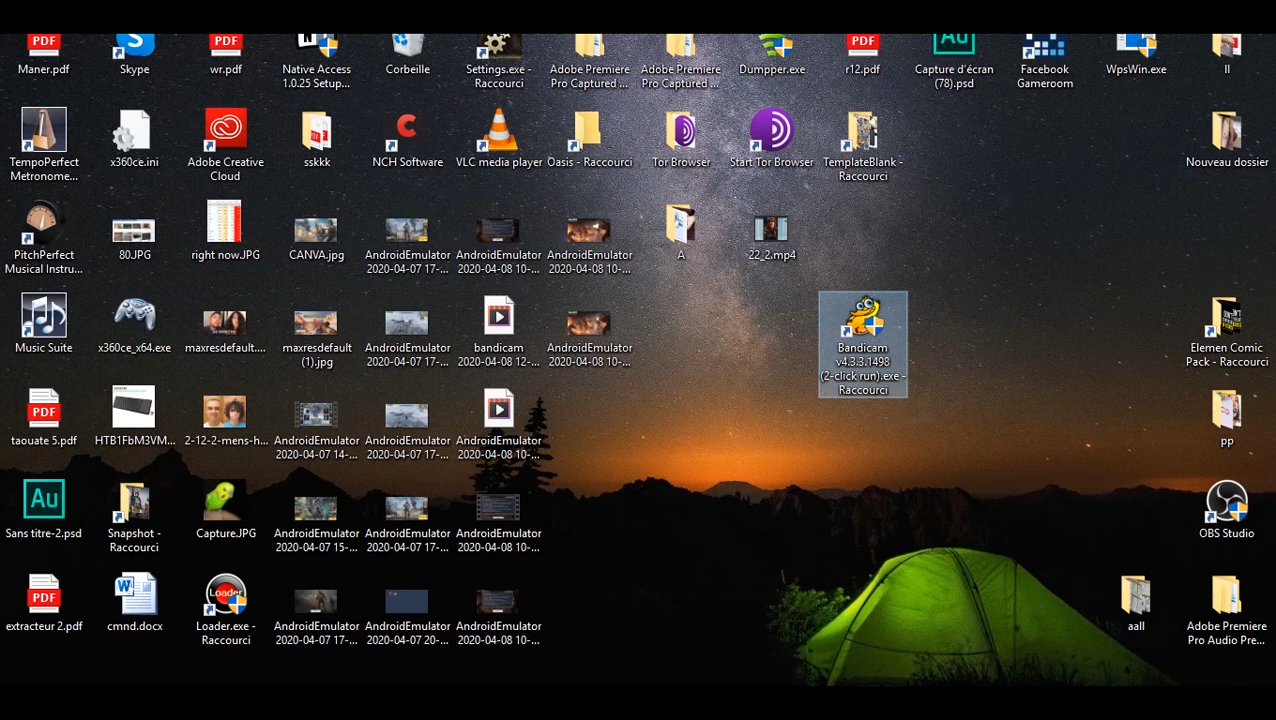 PDF
PDF
Au
PDF
Maner.pdf
Skype
wr.pdf
Native Access
1.0.25 Setup...
Corbeille
Settings.exe -
Raccourci
Adobe Premiere
Pro Captured ...
Adobe Premiere
Pro Captured ...
Dumpper.exe
r12.pdf
Capture d'écran
(78).psd
Facebook
Gameroom
WpsWin.exe
ll
TempoPerfect
Metronome...
x360ce.ini
Adobe Creative
Cloud
sskkk
NCH Software
VLC media player
Oasis - Raccourci
Tor Browser
Start Tor Browser
TemplateBlank -
Raccourci
Nouveau dossier
PitchPerfect
Musical Instru...
80.JPG
right now.JPG
CANVA.jpg
AndroidEmulator
2020-04-07 17-...
AndroidEmulator
2020-04-08 10-...
AndroidEmulator
2020-04-08 10-...
A
22_2.mp4
Music Suite
x360ce_x64.exe
maxresdefault....
maxresdefault
(1).jpg
AndroidEmulator
2020-04-07 17-...
bandicam
2020-04-08 12-...
AndroidEmulator
2020-04-08 10-...
Bandicam
v4.3.3.1498
(2-click run).exe -
Raccourci
Elemen Comic
Pack - Raccourci
PDF
taouate 5.pdf
HTB1FbM3VM...
2-12-2-mens-h...
AndroidEmulator
2020-04-07 14-...
AndroidEmulator
2020-04-07 17-...
AndroidEmulator
2020-04-08 10-...
pp
Au
Sans titre-2.psd
Snapshot -
Raccourci
Capture.JPG
AndroidEmulator
2020-04-07 15-...
AndroidEmulator
2020-04-07 17-...
AndroidEmulator
2020-04-08 10-...
OBS Studio
PDF
Loader
extracteur 2.pdf
cmnd.docx
Loader.exe -
Raccourci
AndroidEmulator
2020-04-07 17-...
AndroidEmulator
2020-04-07 20-...
AndroidEmulator
2020-04-08 10-...
aall
Adobe Premiere
Pro Audio Pre...